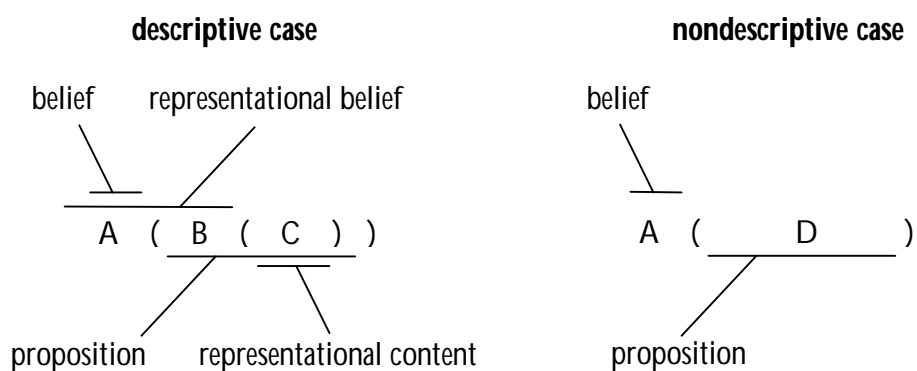 descriptive case
nondescriptive case
belief representational belief
belief
A ( B ( C ) )
A ( D )
proposition representational content
proposition